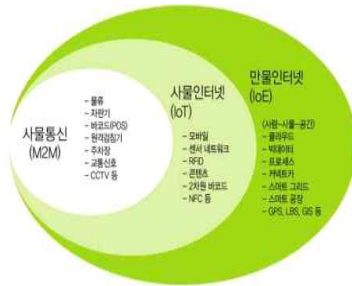 사물통신
(M2M)
- 물류
- 자판기
- 바코드(POS)
- 원격검침기
- 주차장
- 교통신호
- CCTV 등
사물인터넷
(IoT)
- 모바일
- 센서 네트워크
- RFID
- 콘텐츠
- 2차원 바코드
- NFC 등
만물인터넷
(IoE)
(사람-사물-공간)
- 클라우드
- 빅데이터
- 프로세스
- 커넥트카
- 스마트 그리드
- 스마트 공장
- GPS, LBS, GIS 등